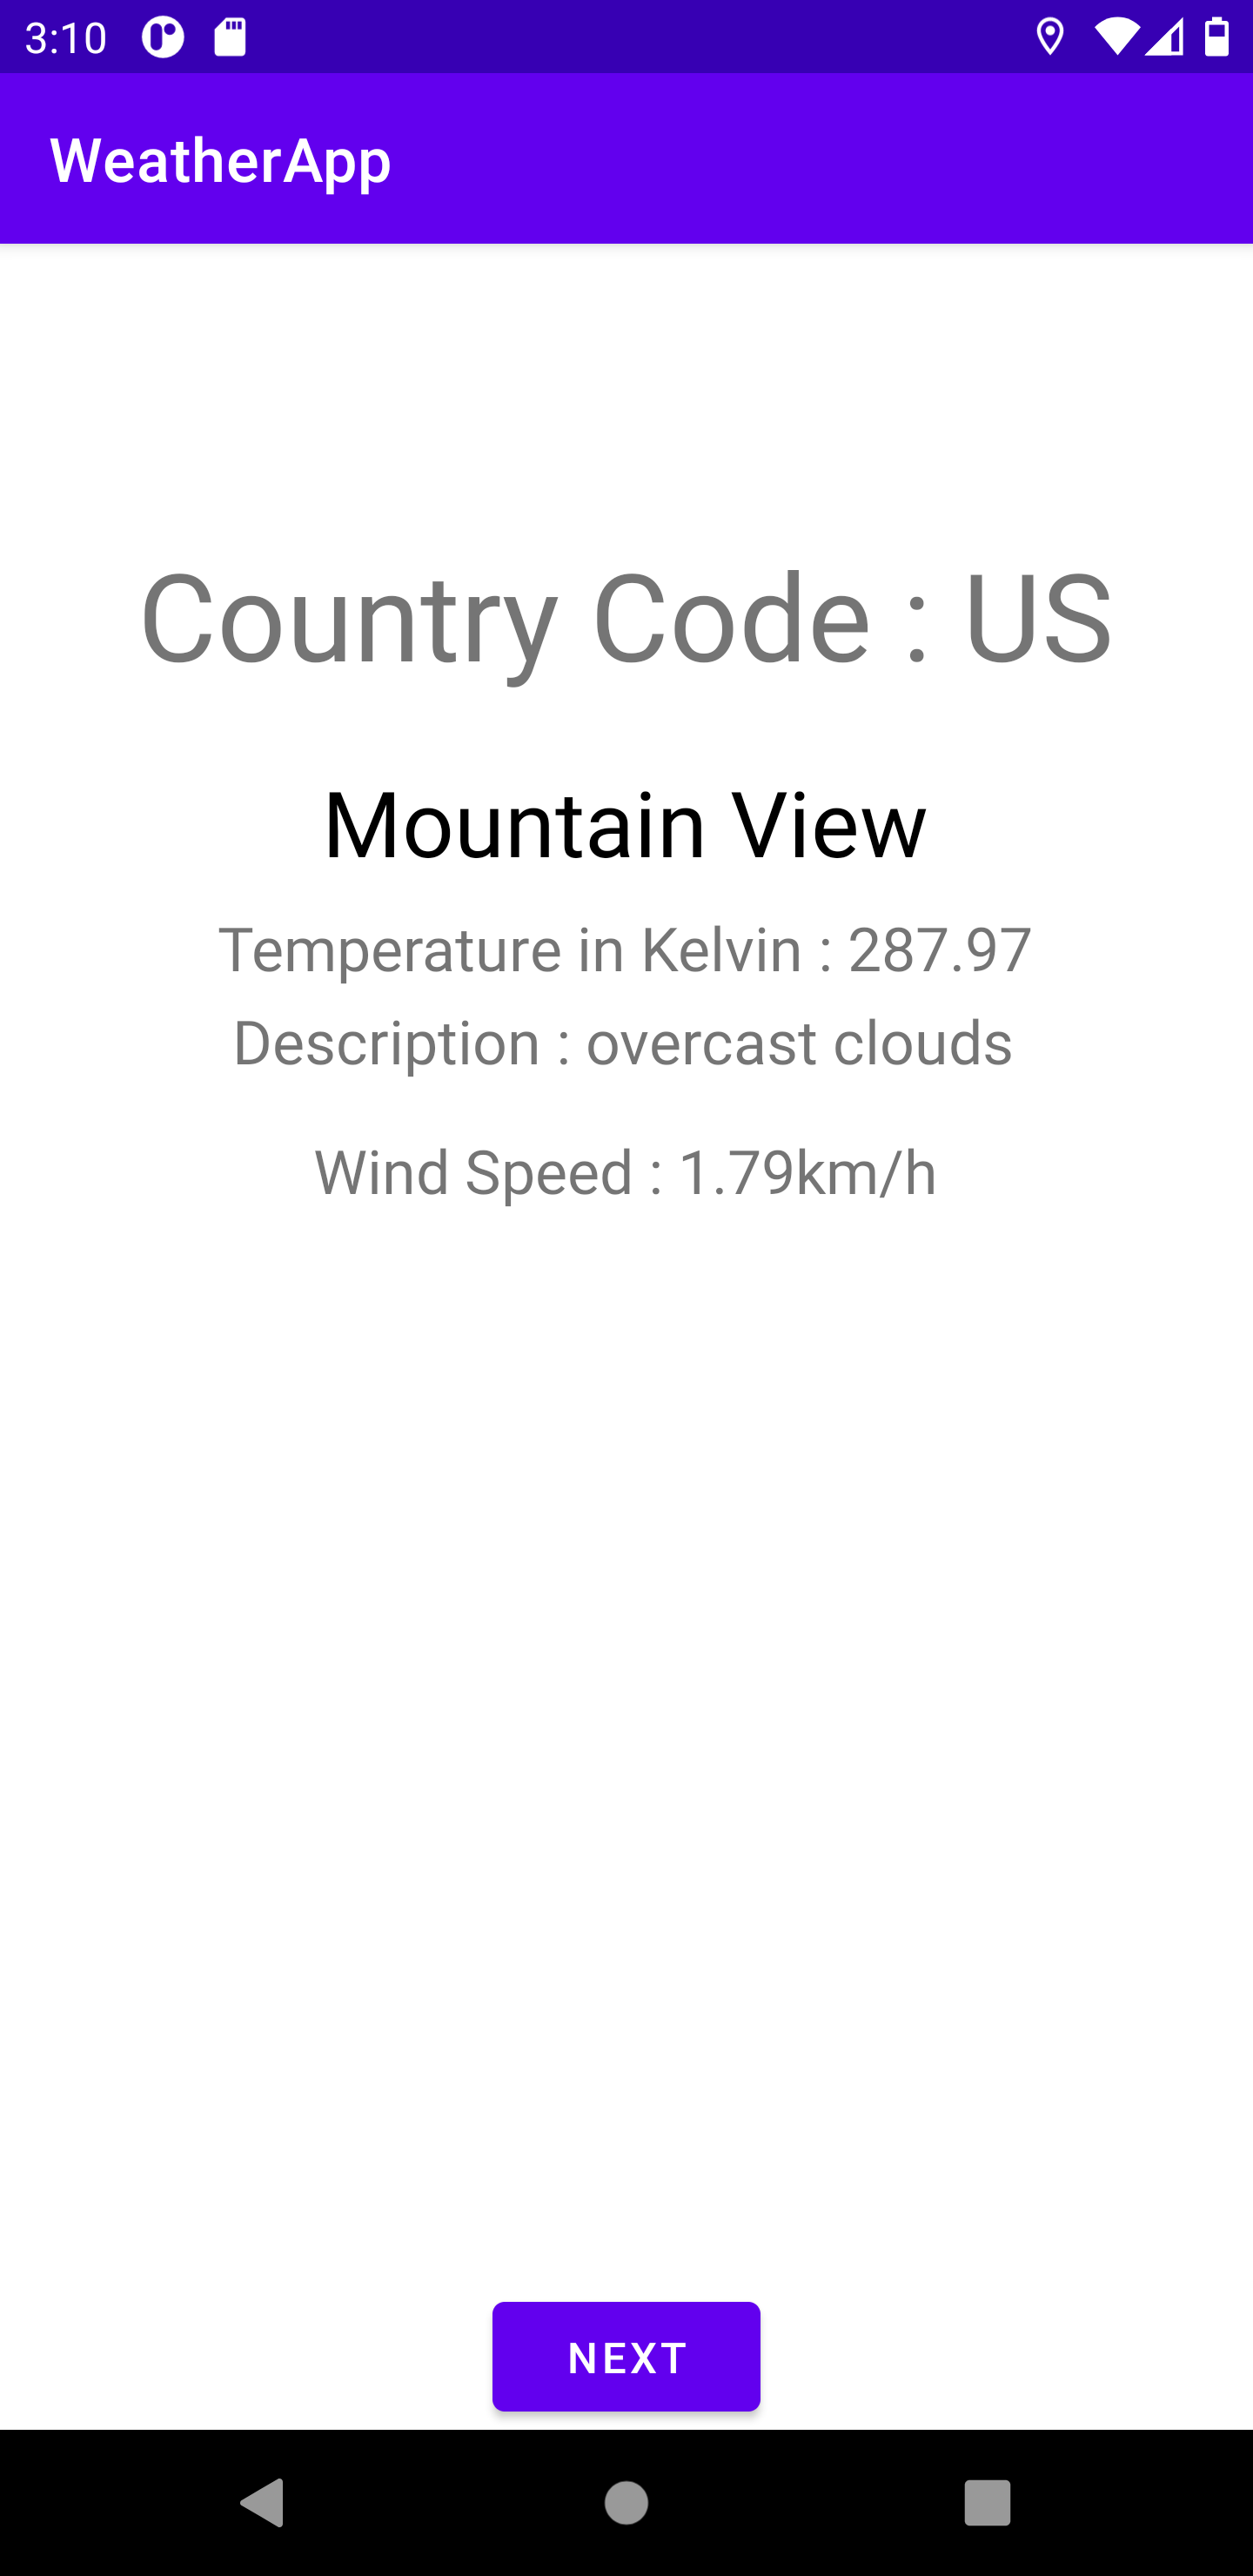 3:10
WeatherApp
Country Code : US
Mountain View
Temperature in Kelvin : 287.97
Description : overcast clouds
Wind Speed : 1.79km/h
NEXT